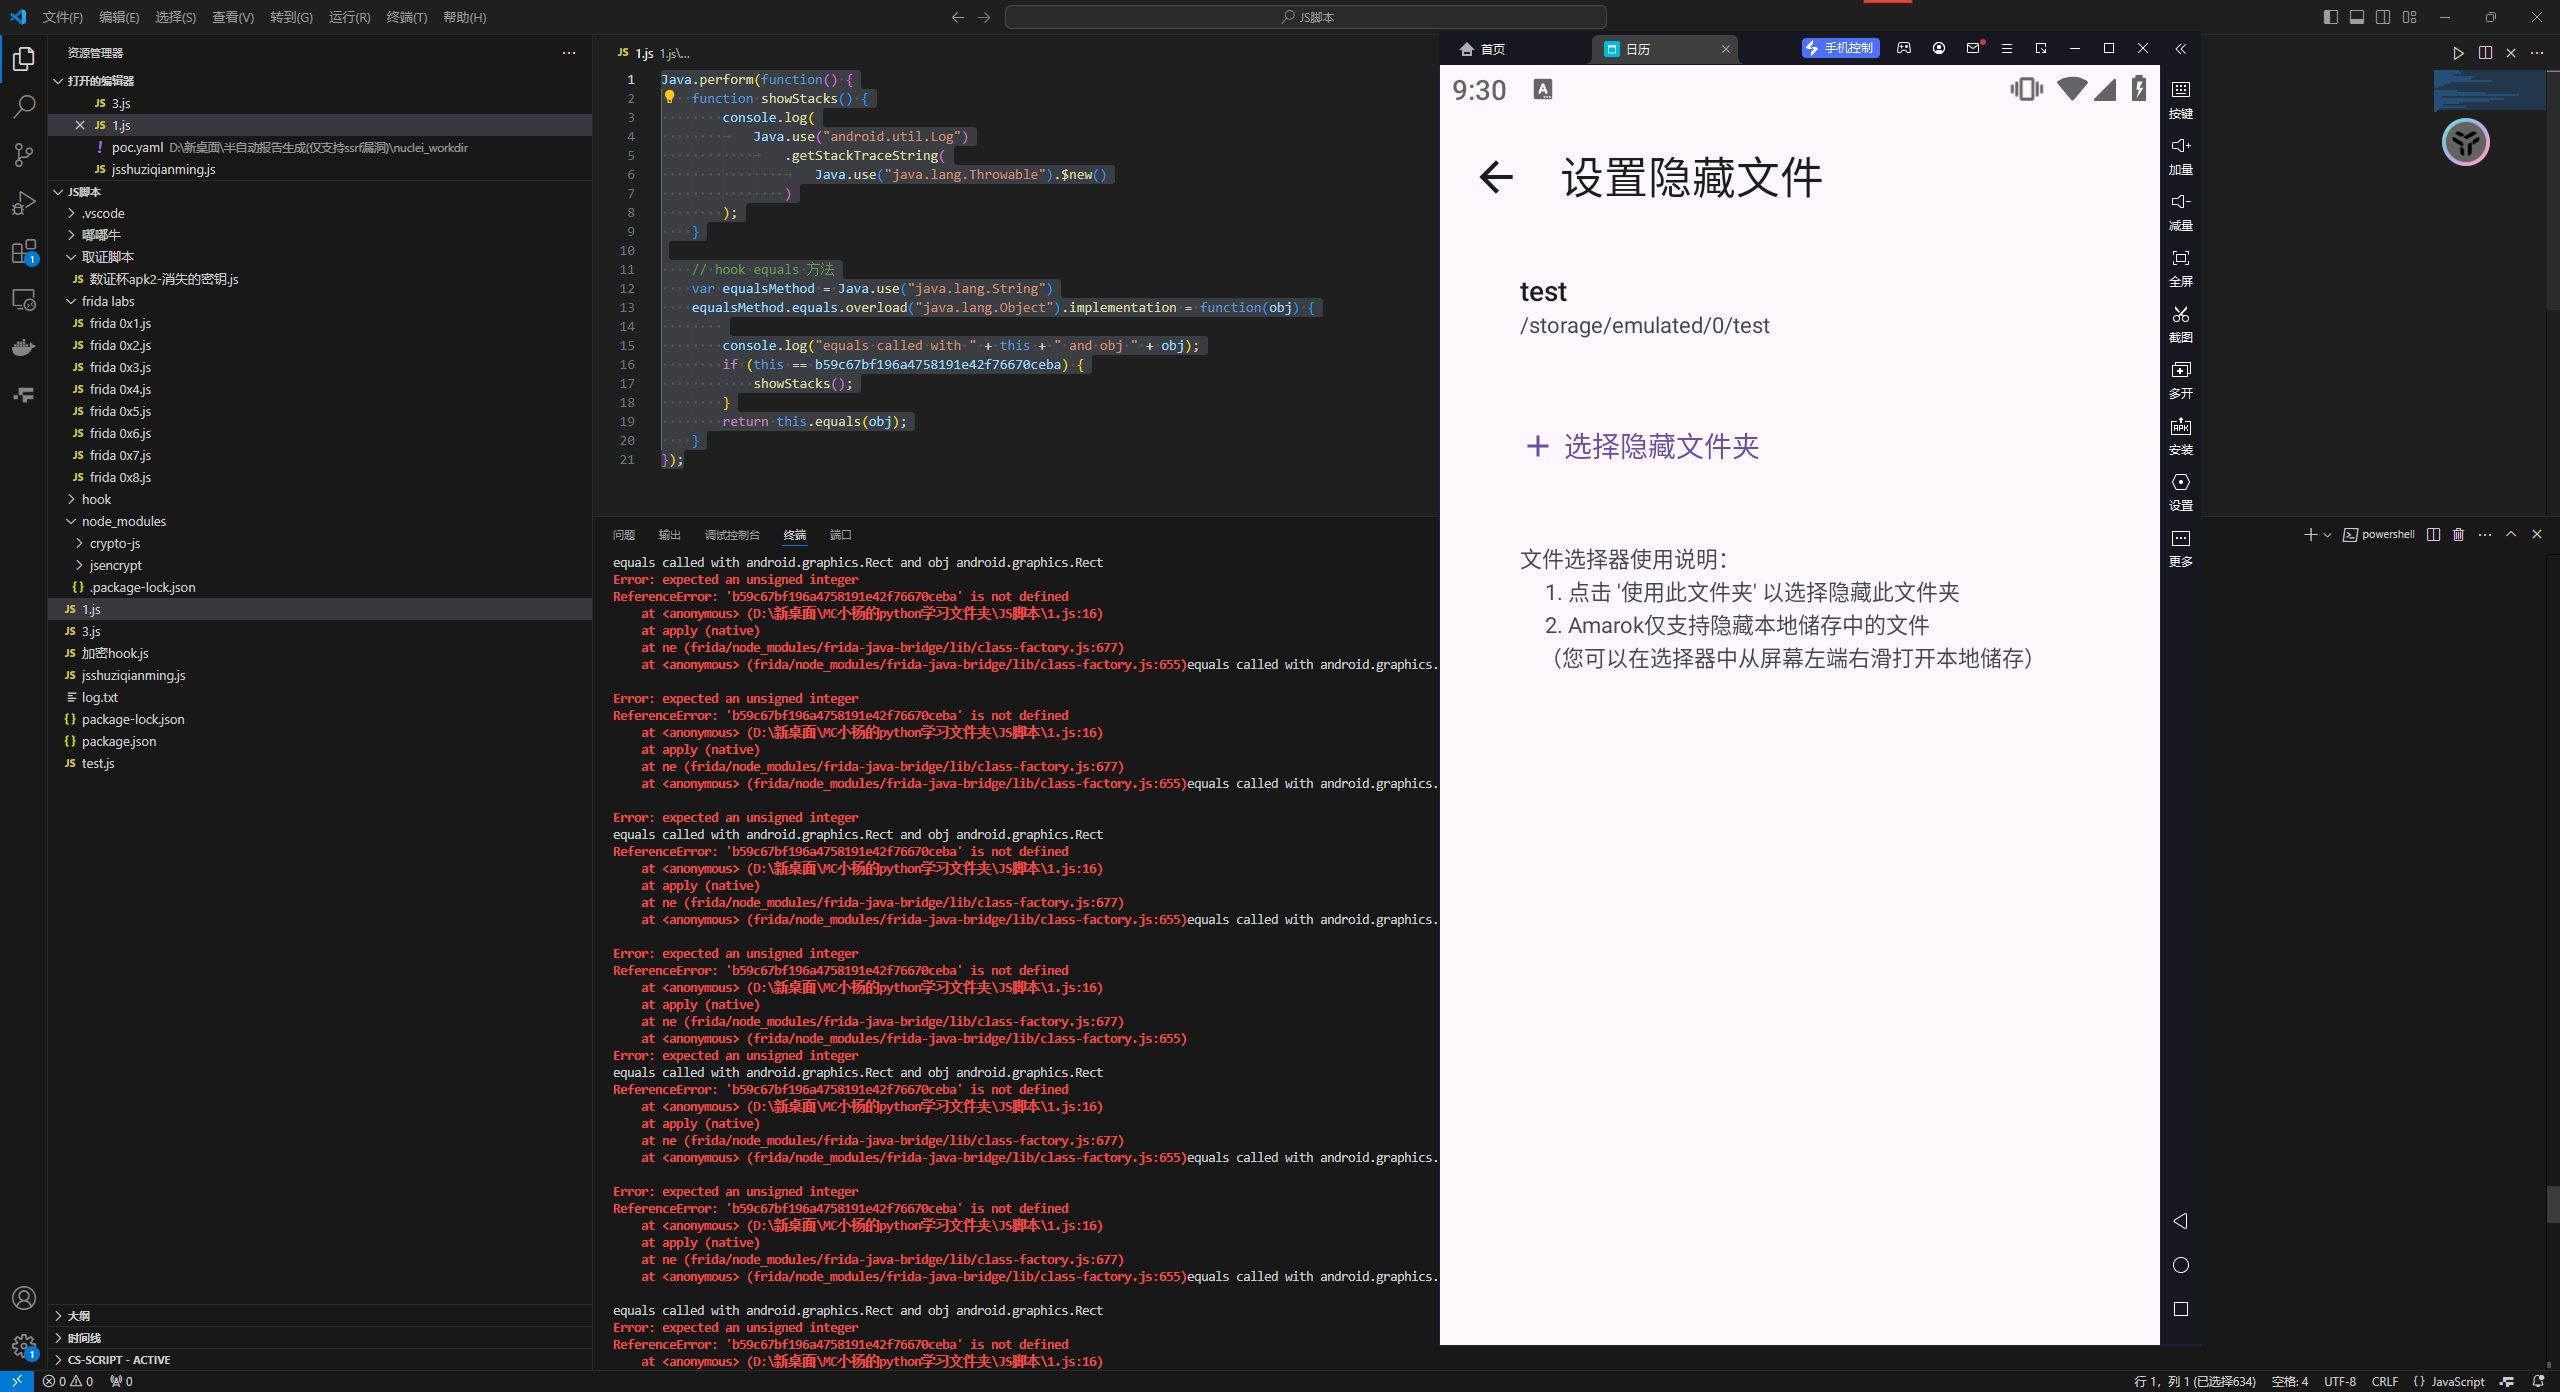 文件(F) 编辑(E) 选择(S) 查看(V) 转到(G) 运行(R) 终端(T) 帮助(H)
JS脚本
资源管理器
打开的编辑器
JS 3.js
JS 1.js
! poc.yaml D:\新桌面\半自动报告生成(仅支持ssrf漏洞)\nuclei_workdir
JS jsshuziqianming.js
JS脚本
.vscode
嘟嘟牛
取证脚本
JS 数证杯apk2-消失的密钥.js
frida labs
JS frida 0x1.js
JS frida 0x2.js
JS frida 0x3.js
JS frida 0x4.js
JS frida 0x5.js
JS frida 0x6.js
JS frida 0x7.js
JS frida 0x8.js
hook
node_modules
crypto-js
jsencrypt
{} .package-lock.json
JS 1.js
JS 3.js
JS 加密hook.js
JS jsshuziqianming.js
log.txt
{} package-lock.json
{} package.json
JS test.js
大纲
时间线
CS-SCRIPT - ACTIVE
JS 1.js 1.js\...
1 Java.perform(function() {
2 function showStacks() {
3 console.log(
4 Java.use("android.util.Log")
5 .getStackTraceString(
6 Java.use("java.lang.Throwable").$new()
7 )
8 );
9 }
10
11 // hook equals 方法
12 var equalsMethod = Java.use("java.lang.String")
13 equalsMethod.equals.overload("java.lang.Object").implementation = function(obj) {
14
15 console.log("equals called with " + this + " and obj " + obj);
16 if (this == b59c67bf196a4758191e42f76670ceba) {
17 showStacks();
18 }
19 return this.equals(obj);
20 }
21 });
问题 输出 调试控制台 终端 端口
powershell
equals called with android.graphics.Rect and obj android.graphics.Rect
Error: expected an unsigned integer
ReferenceError: 'b59c67bf196a4758191e42f76670ceba' is not defined
at <anonymous> (D:\新桌面\MC小杨的python学习文件夹\JS脚本\1.js:16)
at apply (native)
at ne (frida/node_modules/frida-java-bridge/lib/class-factory.js:677)
at <anonymous> (frida/node_modules/frida-java-bridge/lib/class-factory.js:655)equals called with android.graphics.
Error: expected an unsigned integer
ReferenceError: 'b59c67bf196a4758191e42f76670ceba' is not defined
at <anonymous> (D:\新桌面\MC小杨的python学习文件夹\JS脚本\1.js:16)
at apply (native)
at ne (frida/node_modules/frida-java-bridge/lib/class-factory.js:677)
at <anonymous> (frida/node_modules/frida-java-bridge/lib/class-factory.js:655)equals called with android.graphics.
Error: expected an unsigned integer
equals called with android.graphics.Rect and obj android.graphics.Rect
ReferenceError: 'b59c67bf196a4758191e42f76670ceba' is not defined
at <anonymous> (D:\新桌面\MC小杨的python学习文件夹\JS脚本\1.js:16)
at apply (native)
at ne (frida/node_modules/frida-java-bridge/lib/class-factory.js:677)
at <anonymous> (frida/node_modules/frida-java-bridge/lib/class-factory.js:655)equals called with android.graphics.
Error: expected an unsigned integer
ReferenceError: 'b59c67bf196a4758191e42f76670ceba' is not defined
at <anonymous> (D:\新桌面\MC小杨的python学习文件夹\JS脚本\1.js:16)
at apply (native)
at ne (frida/node_modules/frida-java-bridge/lib/class-factory.js:677)
at <anonymous> (frida/node_modules/frida-java-bridge/lib/class-factory.js:655)
Error: expected an unsigned integer
equals called with android.graphics.Rect and obj android.graphics.Rect
ReferenceError: 'b59c67bf196a4758191e42f76670ceba' is not defined
at <anonymous> (D:\新桌面\MC小杨的python学习文件夹\JS脚本\1.js:16)
at apply (native)
at ne (frida/node_modules/frida-java-bridge/lib/class-factory.js:677)
at <anonymous> (frida/node_modules/frida-java-bridge/lib/class-factory.js:655)equals called with android.graphics.
Error: expected an unsigned integer
ReferenceError: 'b59c67bf196a4758191e42f76670ceba' is not defined
at <anonymous> (D:\新桌面\MC小杨的python学习文件夹\JS脚本\1.js:16)
at apply (native)
at ne (frida/node_modules/frida-java-bridge/lib/class-factory.js:677)
at <anonymous> (frida/node_modules/frida-java-bridge/lib/class-factory.js:655)equals called with android.graphics.
equals called with android.graphics.Rect and obj android.graphics.Rect
Error: expected an unsigned integer
ReferenceError: 'b59c67bf196a4758191e42f76670ceba' is not defined
at <anonymous> (D:\新桌面\MC小杨的python学习文件夹\JS脚本\1.js:16)
首页 日历 手机控制
9:30 A
设置隐藏文件
test
/storage/emulated/0/test
+ 选择隐藏文件夹
文件选择器使用说明：
1. 点击 '使用此文件夹' 以选择隐藏此文件夹
2. Amarok仅支持隐藏本地储存中的文件
（您可以在选择器中从屏幕左端右滑打开本地储存）
按键
加量
减量
全屏
截图
多开
APK
安装
设置
更多
1
1
0 0 0
行 1，列 1 (已选择634) 空格: 4 UTF-8 CRLF {} JavaScript